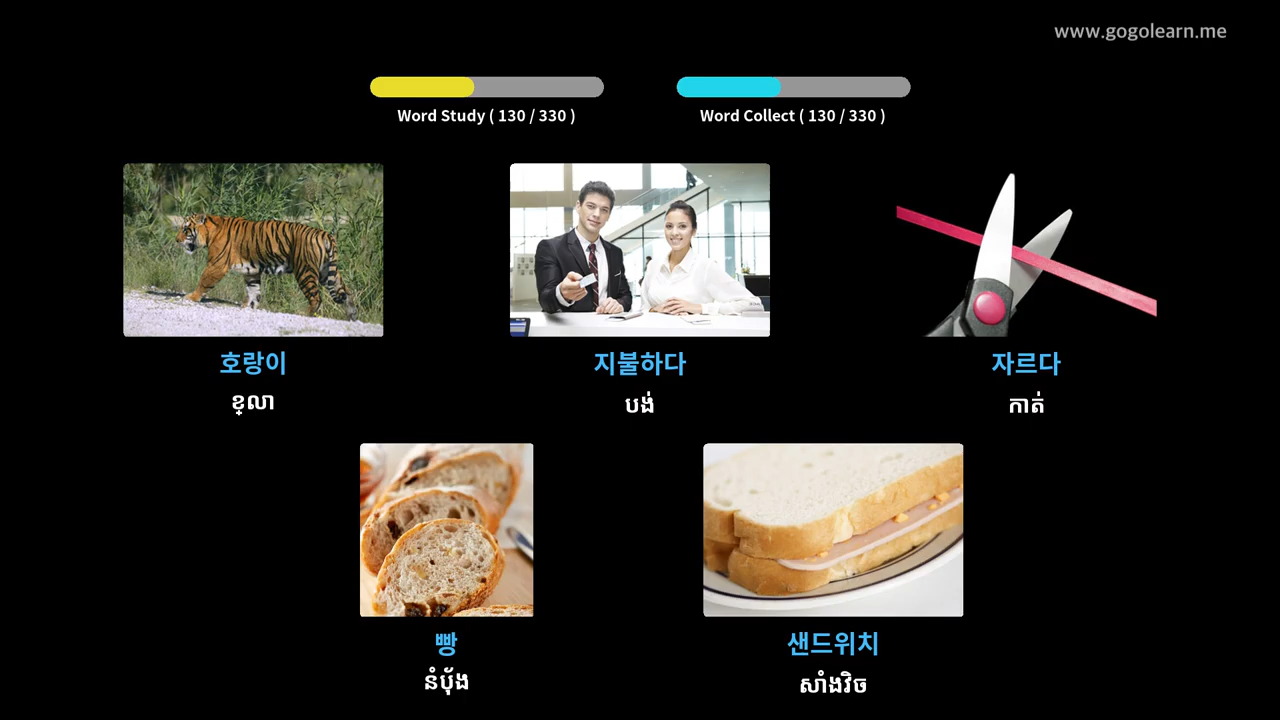 www.gogolearn.me
Word Study ( 130 / 330 )
Word Collect ( 130 / 330 )
호랑이
ខ្លា
지불하다
បង់
자르다
កាត់
빵
នំបុ័ង
샌드위치
សាំងវិច